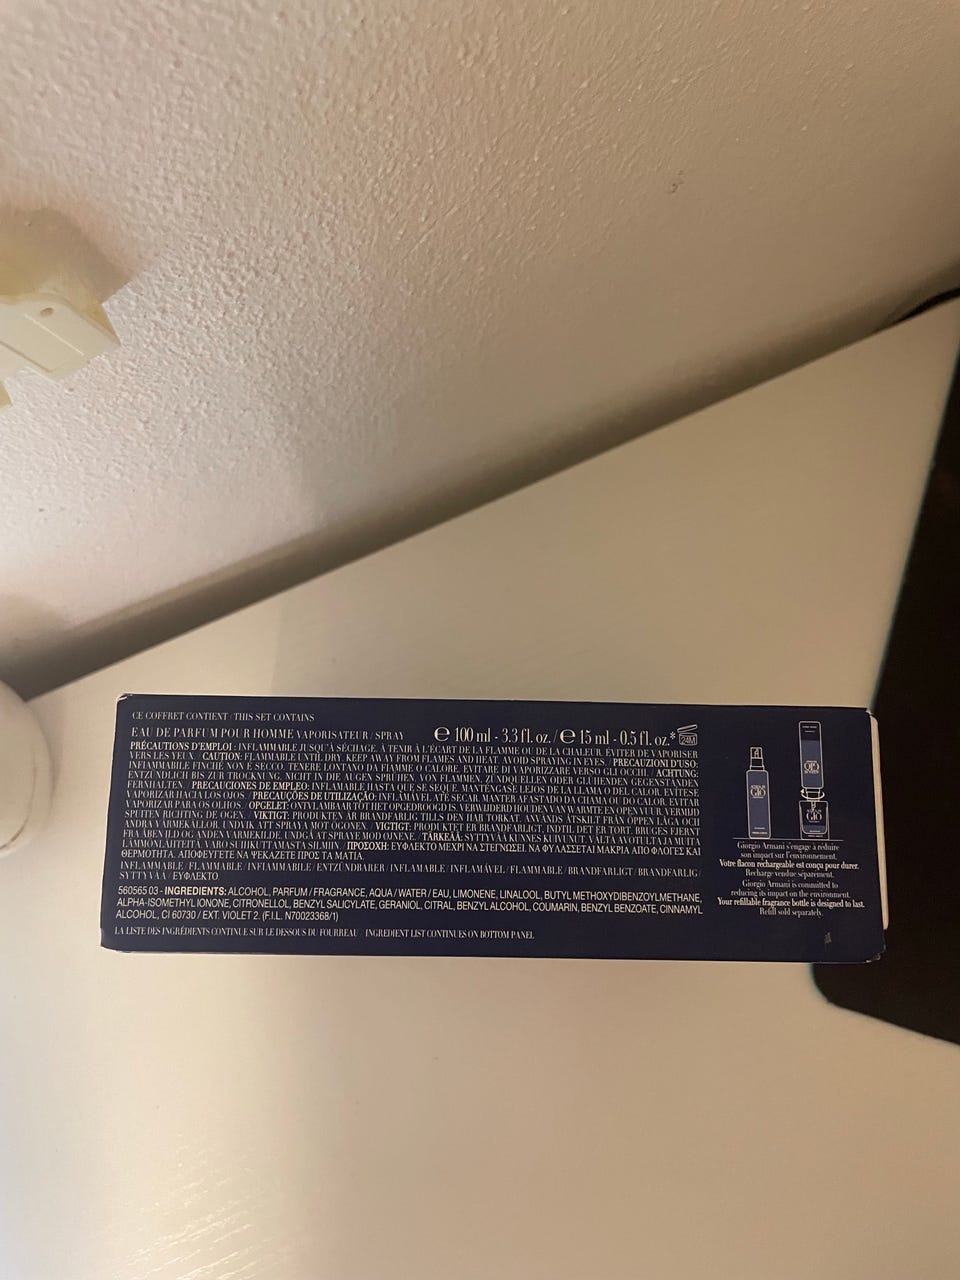 CE COFFRET CONTIENT / THIS SET CONTAINS
EAU DE PARFUM POUR HOMME VAPORISATEUR / SPRAY ℮ 100 ml - 3.3 fl. oz. / ℮ 15 ml - 0.5 fl. oz.* 24M
PRÉCAUTIONS D'EMPLOI : INFLAMMABLE JUSQU'À SÉCHAGE. À TENIR À L'ÉCART DE LA FLAMME OU DE LA CHALEUR. ÉVITER DE VAPORISER
VERS LES YEUX. / CAUTION: FLAMMABLE UNTIL DRY. KEEP AWAY FROM FLAMES AND HEAT. AVOID SPRAYING IN EYES. / PRECAUZIONI D'USO:
INFIAMMABILE FINCHÉ NON È SECCO. TENERE LONTANO DA FIAMME O CALORE. EVITARE DI VAPORIZZARE VERSO GLI OCCHI. / ACHTUNG:
ENTZÜNDLICH BIS ZUR TROCKNUNG. NICHT IN DIE AUGEN SPRÜHEN. VON FLAMMEN, ZÜNDQUELLEN ODER GLÜHENDEN GEGENSTÄNDEN
FERNHALTEN. / PRECAUCIONES DE EMPLEO: INFLAMABLE HASTA QUE SE SEQUE. MANTÉNGASE LEJOS DE LA LLAMA O DEL CALOR. EVÍTESE
VAPORIZAR HACIA LOS OJOS. / PRECAUÇÕES DE UTILIZAÇÃO: INFLAMÁVEL ATÉ SECAR. MANTER AFASTADO DA CHAMA OU DO CALOR. EVITAR
VAPORIZAR PARA OS OLHOS. / OPGELET: ONTVLAMBAAR TOT HET OPGEDROOGD IS. VERWIJDERD HOUDEN VAN WARMTE EN OPEN VUUR. VERMIJD
SPUITEN RICHTING DE OGEN. / VIKTIGT: PRODUKTEN ÄR BRANDFARLIG TILLS DEN HAR TORKAT. ANVÄNDS ÅTSKILT FRÅN ÖPPEN LÅGA OCH
ANDRA VÄRMEKÄLLOR. UNDVIK ATT SPRAYA MOT ÖGONEN. / VIGTIGT: PRODUKTET ER BRANDFARLIGT, INDTIL DET ER TØRT. BRUGES FJERNT
FRA ÅBEN ILD OG ANDEN VARMEKILDE. UNDGÅ AT SPRAYE MOD ØJNENE. / TÄRKEÄÄ: SYTTYVÄÄ KUNNES KUIVUNUT. VÄLTÄ AVOTULTA JA MUITA
LÄMMÖNLÄHTEITÄ. VARO SUIHKUTTAMASTA SILMIIN. / ΠΡΟΣΟΧΗ: ΕΥΦΛΕΚΤΟ ΜΕΧΡΙ ΝΑ ΣΤΕΓΝΩΣΕΙ. ΝΑ ΦΥΛΑΣΣΕΤΑΙ ΜΑΚΡΙΑ ΑΠΟ ΦΛΟΓΕΣ ΚΑΙ
ΘΕΡΜΟΤΗΤΑ. ΑΠΟΦΕΥΓΕΤΕ ΝΑ ΨΕΚΑΖΕΤΕ ΠΡΟΣ ΤΑ ΜΑΤΙΑ.
INFLAMMABLE / FLAMMABLE / INFIAMMABILE / ENTZÜNDBARER / INFLAMABLE / INFLAMÁVEL / FLAMMABLE / BRANDFARLIGT / BRANDFARLIG /
SYTTYVÄÄ / ΕΥΦΛΕΚΤΟ
560565 03 - INGREDIENTS: ALCOHOL, PARFUM / FRAGRANCE, AQUA / WATER / EAU, LIMONENE, LINALOOL, BUTYL METHOXYDIBENZOYLMETHANE,
ALPHA-ISOMETHYL IONONE, CITRONELLOL, BENZYL SALICYLATE, GERANIOL, CITRAL, BENZYL ALCOHOL, COUMARIN, BENZYL BENZOATE, CINNAMYL
ALCOHOL, CI 60730 / EXT. VIOLET 2. (F.I.L. N70023368/1)
LA LISTE DES INGRÉDIENTS CONTINUE SUR LE DESSOUS DU FOURREAU / INGREDIENT LIST CONTINUES ON BOTTOM PANEL
GIÒ
GIÒ
Giorgio Armani s'engage à réduire
son impact sur l'environnement.
Votre flacon rechargeable est conçu pour durer.
Recharge vendue séparément.
Giorgio Armani is committed to
reducing its impact on the environment.
Your refillable fragrance bottle is designed to last.
Refill sold separately.